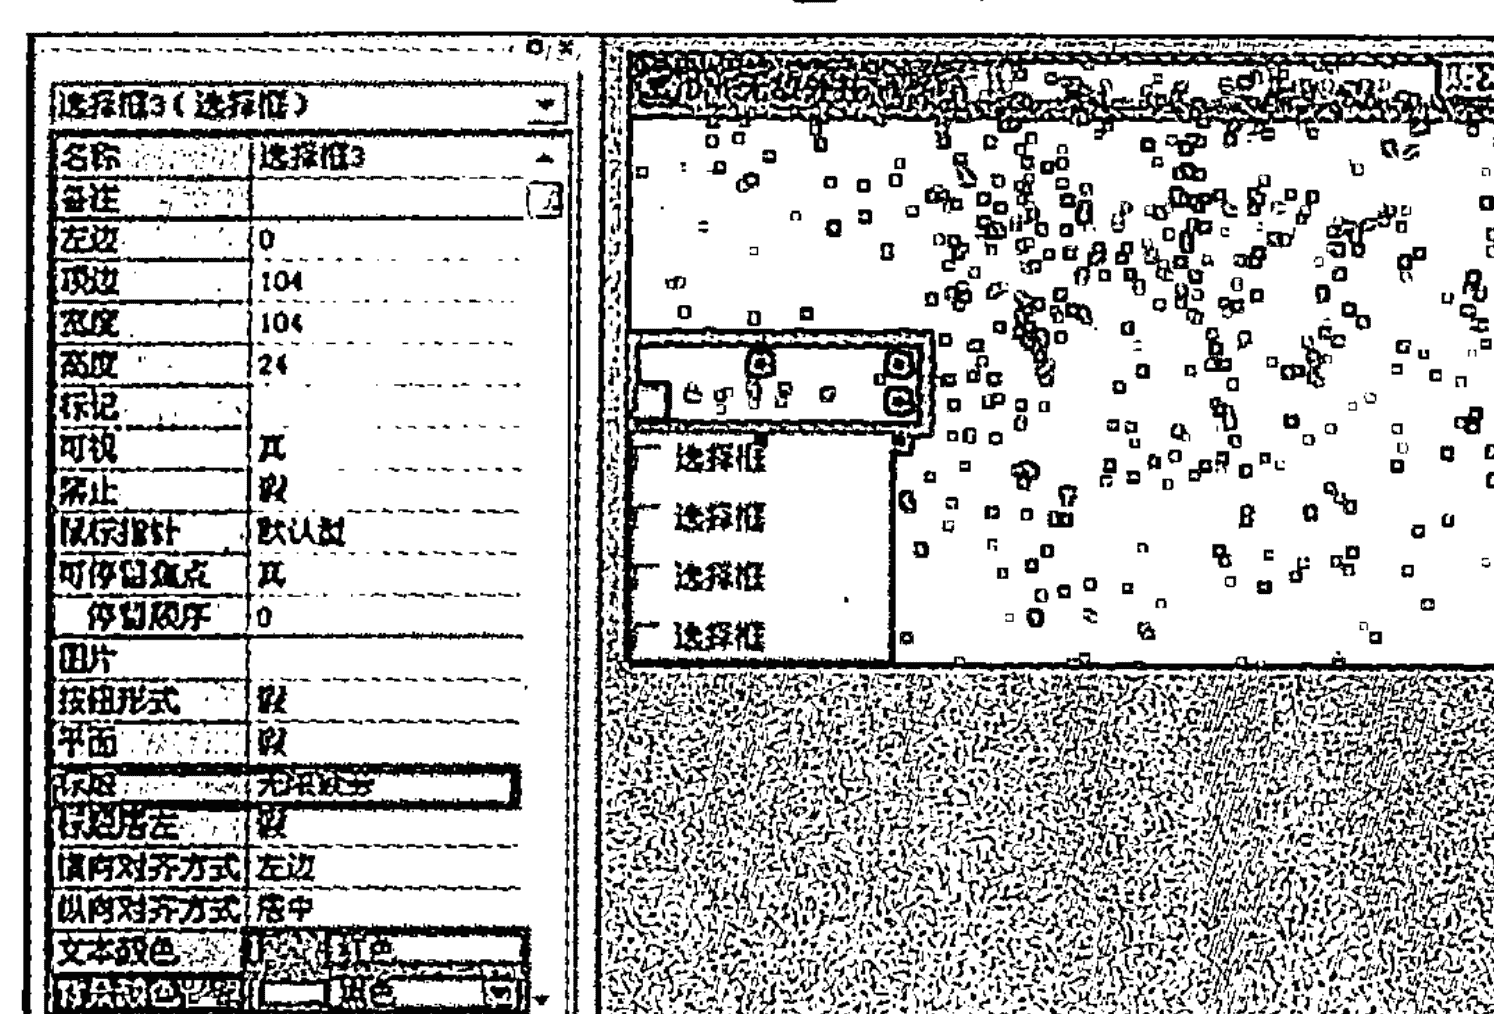 选择框3（选择框）
名称 选择框3
备注
左边 0
顶边 104
宽度 104
高度 24
标记
可视 真
禁止 假
鼠标指针 默认型
可停留焦点 真
停留顺序 0
图片
按钮形式 假
平面 假
标题
标题居左 假
横向对齐方式 左边
纵向对齐方式 居中
文本颜色 红色
背景颜色
选择框
选择框
选择框
选择框